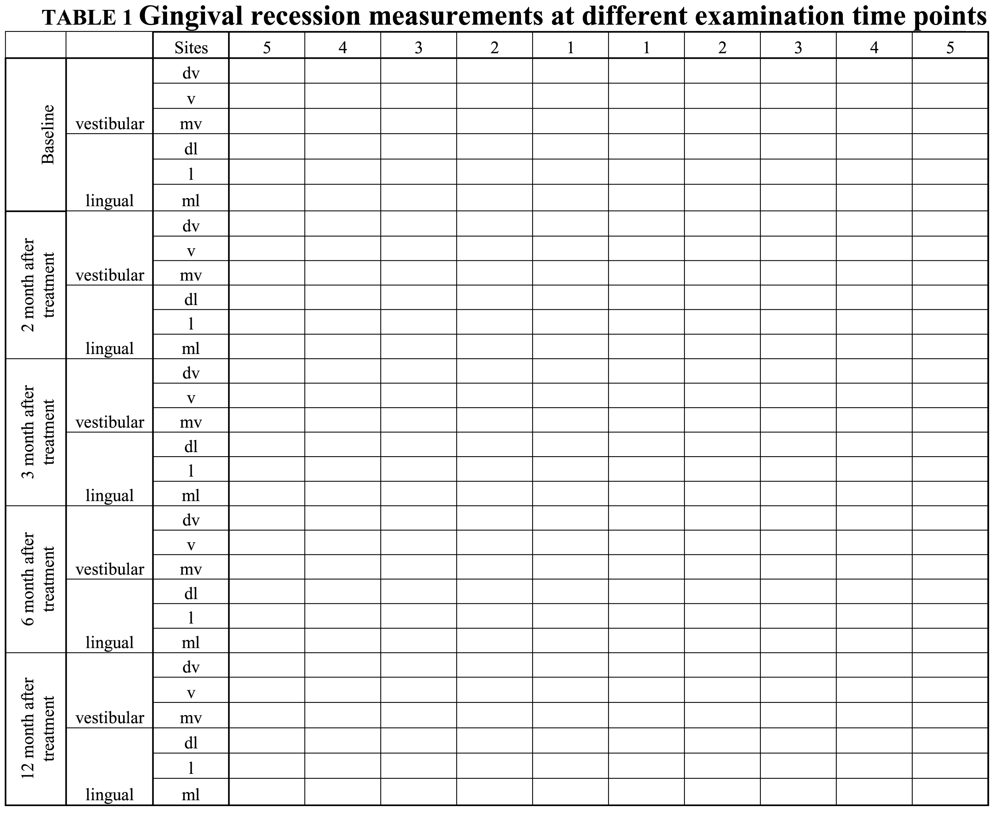 TABLE 1 Gingival recession measurements at different examination time points
Sites 5 4 3 2 1 1 2 3 4 5
Baseline
vestibular
dv
v
mv
lingual
dl
l
ml
2 month after
treatment
vestibular
dv
v
mv
lingual
dl
l
ml
3 month after
treatment
vestibular
dv
v
mv
lingual
dl
l
ml
6 month after
treatment
vestibular
dv
v
mv
lingual
dl
l
ml
12 month after
treatment
vestibular
dv
v
mv
lingual
dl
l
ml